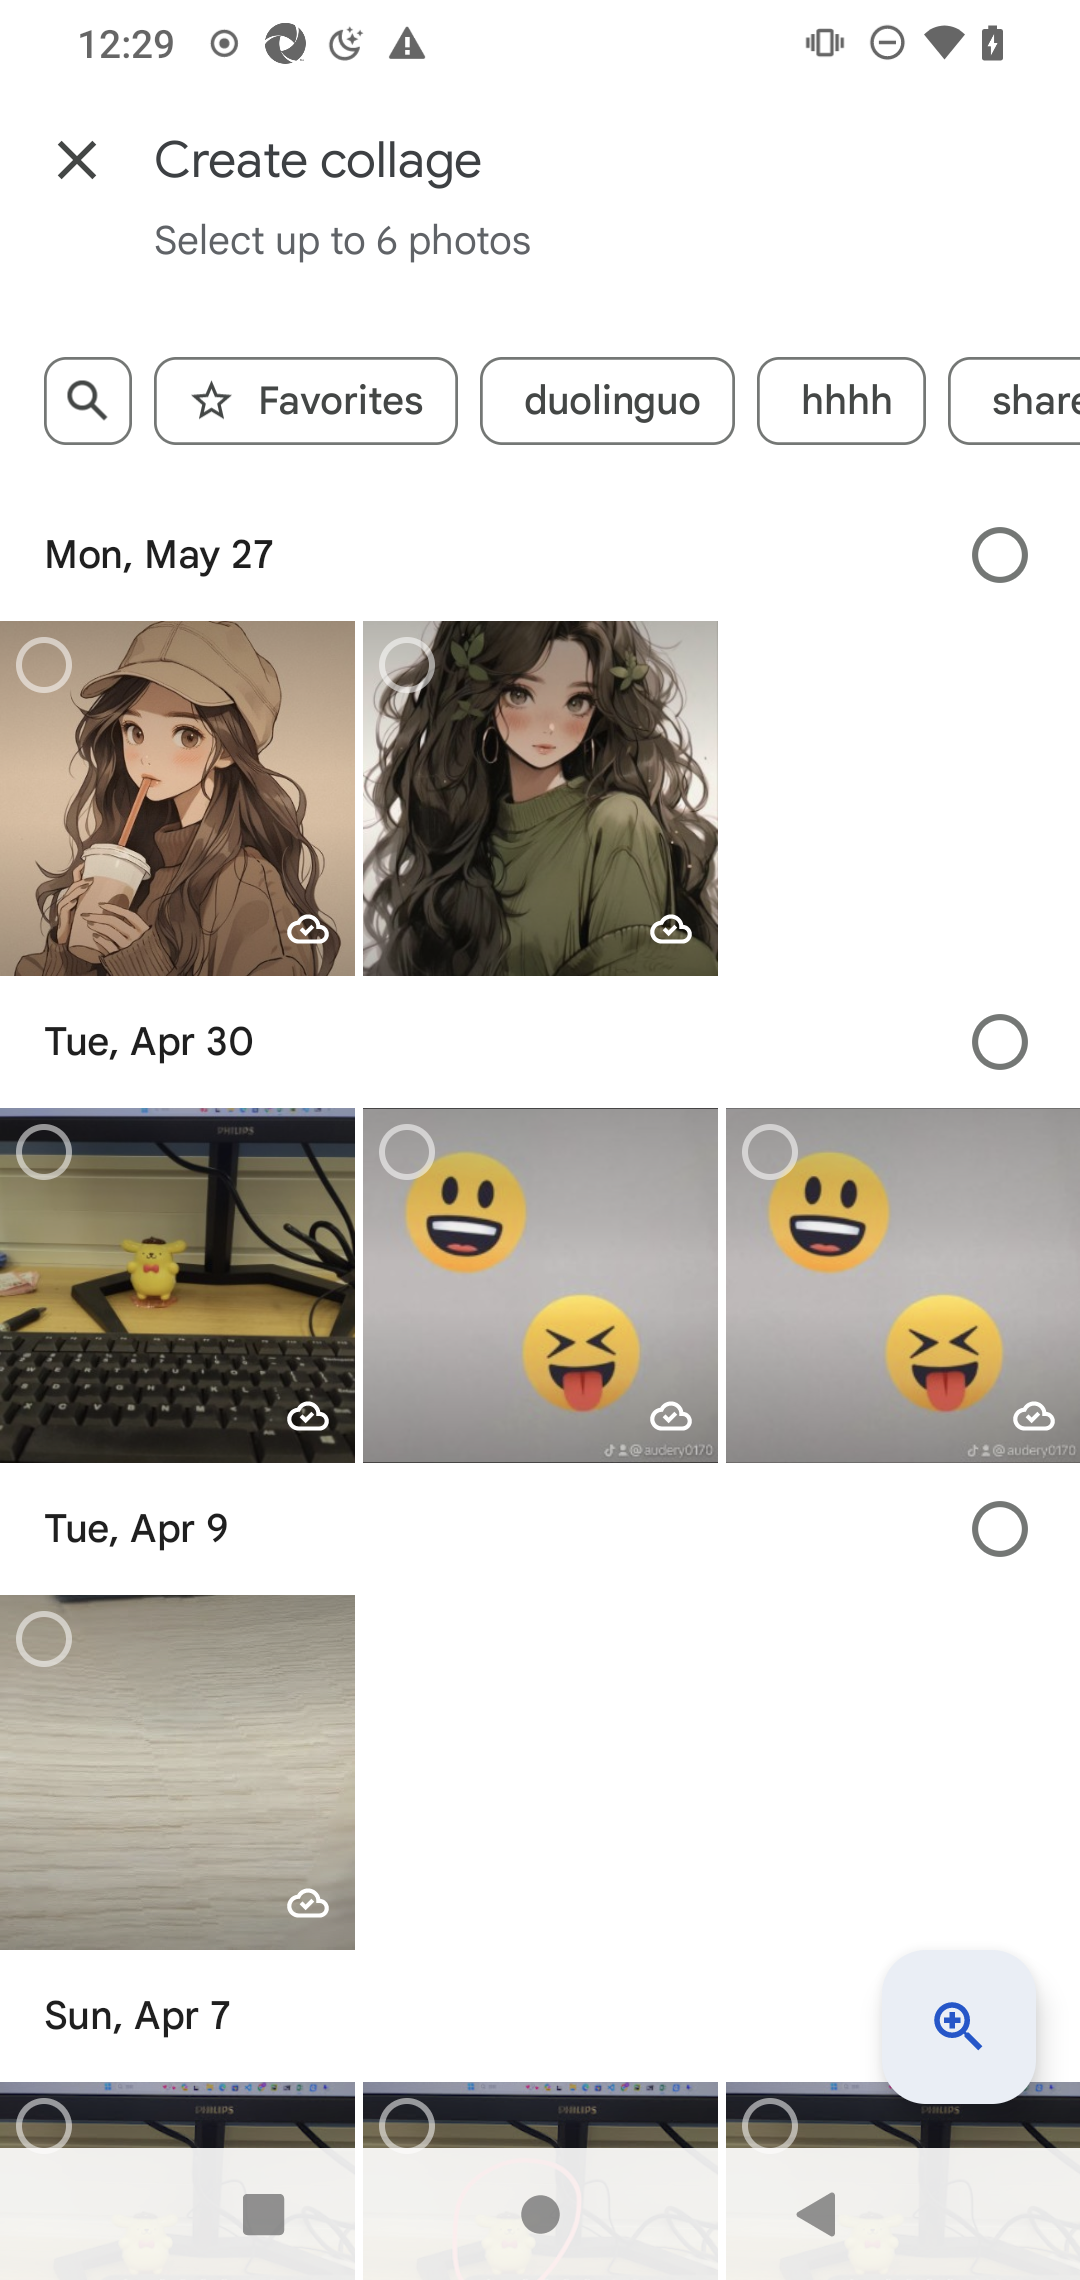 12:29
Create collage
Select up to 6 photos
Favorites
duolinguo
hhhh
share
Mon, May 27
Tue, Apr 30
PHILIPS
@audery0170
@audery0170
Tue, Apr 9
Sun, Apr 7
PHILIPS
PHILIPS
PHILIPS